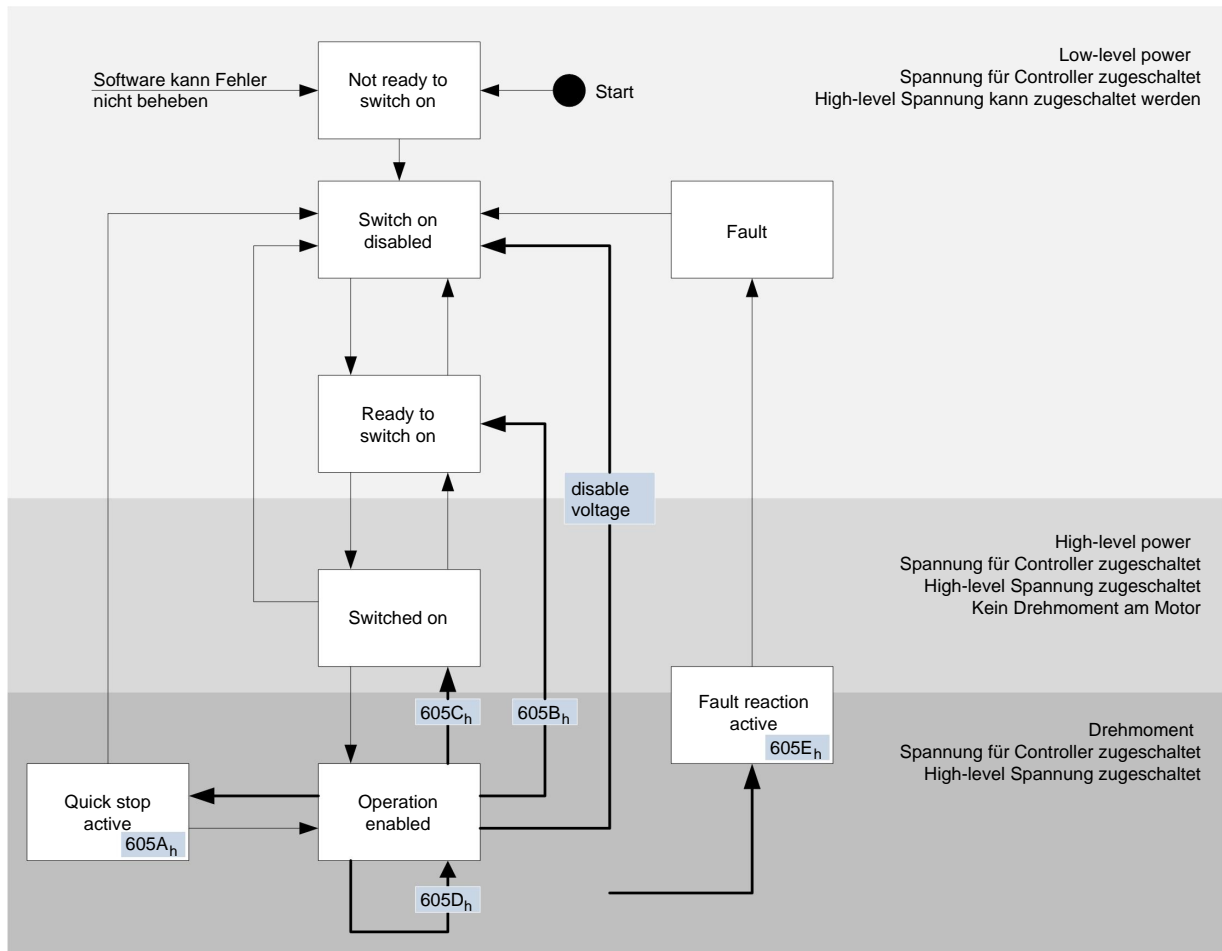 Low-level power
Spannung für Controller zugeschaltet
High-level Spannung kann zugeschaltet werden
Software kann Fehler
nicht beheben
Not ready to
switch on
Start
Switch on
disabled
Fault
Ready to
switch on
disable
voltage
High-level power
Spannung für Controller zugeschaltet
High-level Spannung zugeschaltet
Kein Drehmoment am Motor
Switched on
605Ch
605Bh
Fault reaction
active
605Eh
Drehmoment
Spannung für Controller zugeschaltet
High-level Spannung zugeschaltet
Quick stop
active
605Ah
Operation
enabled
605Dh